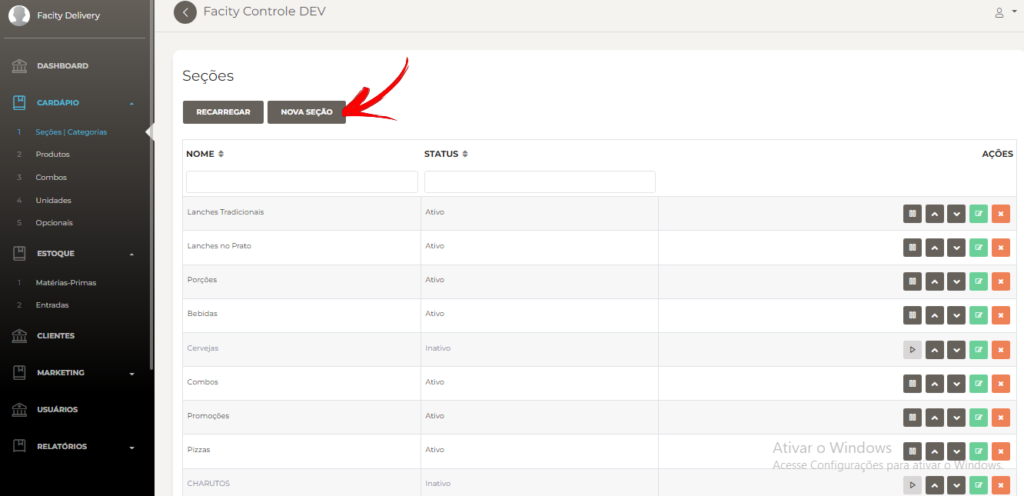 Facity Delivery
Facity Controle DEV
DASHBOARD
CARDÁPIO
1 Seções | Categorias
2 Produtos
3 Combos
4 Unidades
5 Opcionais
ESTOQUE
1 Matérias-Primas
2 Entradas
CLIENTES
MARKETING
USUÁRIOS
RELATÓRIOS
Seções
RECARREGAR NOVA SEÇÃO
NOME STATUS AÇÕES
Lanches Tradicionais Ativo
Lanches no Prato Ativo
Porções Ativo
Bebidas Ativo
Cervejas Inativo
Combos Ativo
Promoções Ativo
Pizzas Ativo
CHARUTOS Inativo
Ativar o Windows
Acesse Configurações para ativar o Windows.